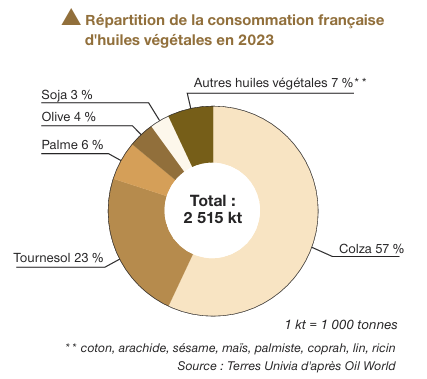 Répartition de la consommation française
d'huiles végétales en 2023
Autres huiles végétales 7 %**
Soja 3 %
Olive 4 %
Palme 6 %
Total :
2 515 kt
Colza 57 %
Tournesol 23 %
1 kt = 1 000 tonnes
** coton, arachide, sésame, maïs, palmiste, coprah, lin, ricin
Source : Terres Univia d'après Oil World